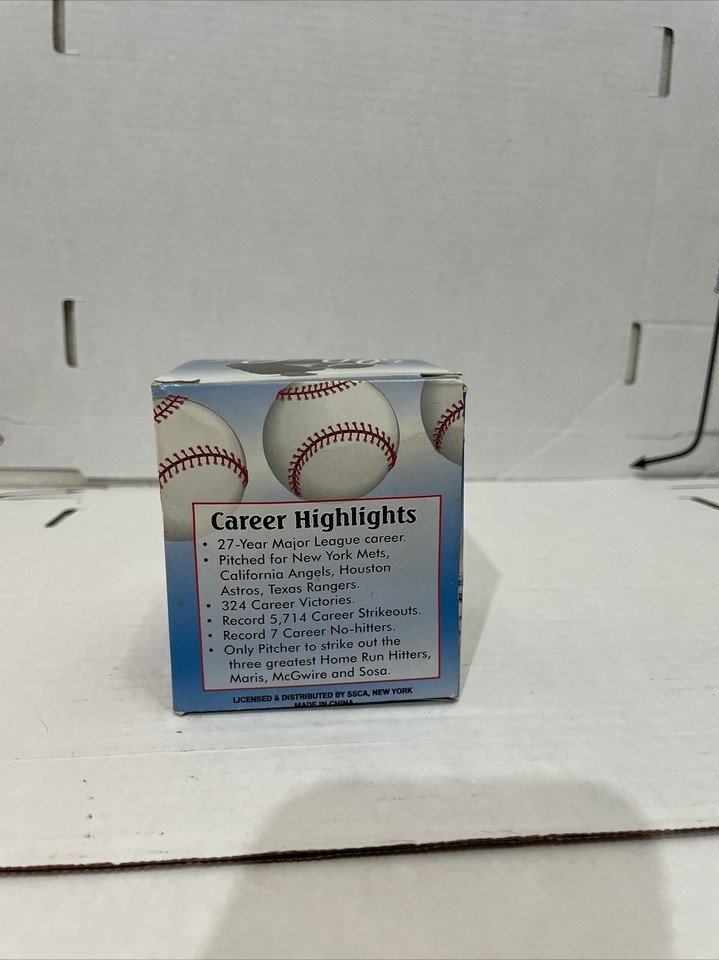 Career Highlights
• 27-Year Major League career.
• Pitched for New York Mets,
California Angels, Houston
Astros, Texas Rangers.
• 324 Career Victories.
• Record 5,714 Career Strikeouts.
• Record 7 Career No-hitters.
• Only Pitcher to strike out the
three greatest Home Run Hitters,
Maris, McGwire and Sosa.
LICENSED & DISTRIBUTED BY SSCA, NEW YORK
MADE IN CHINA